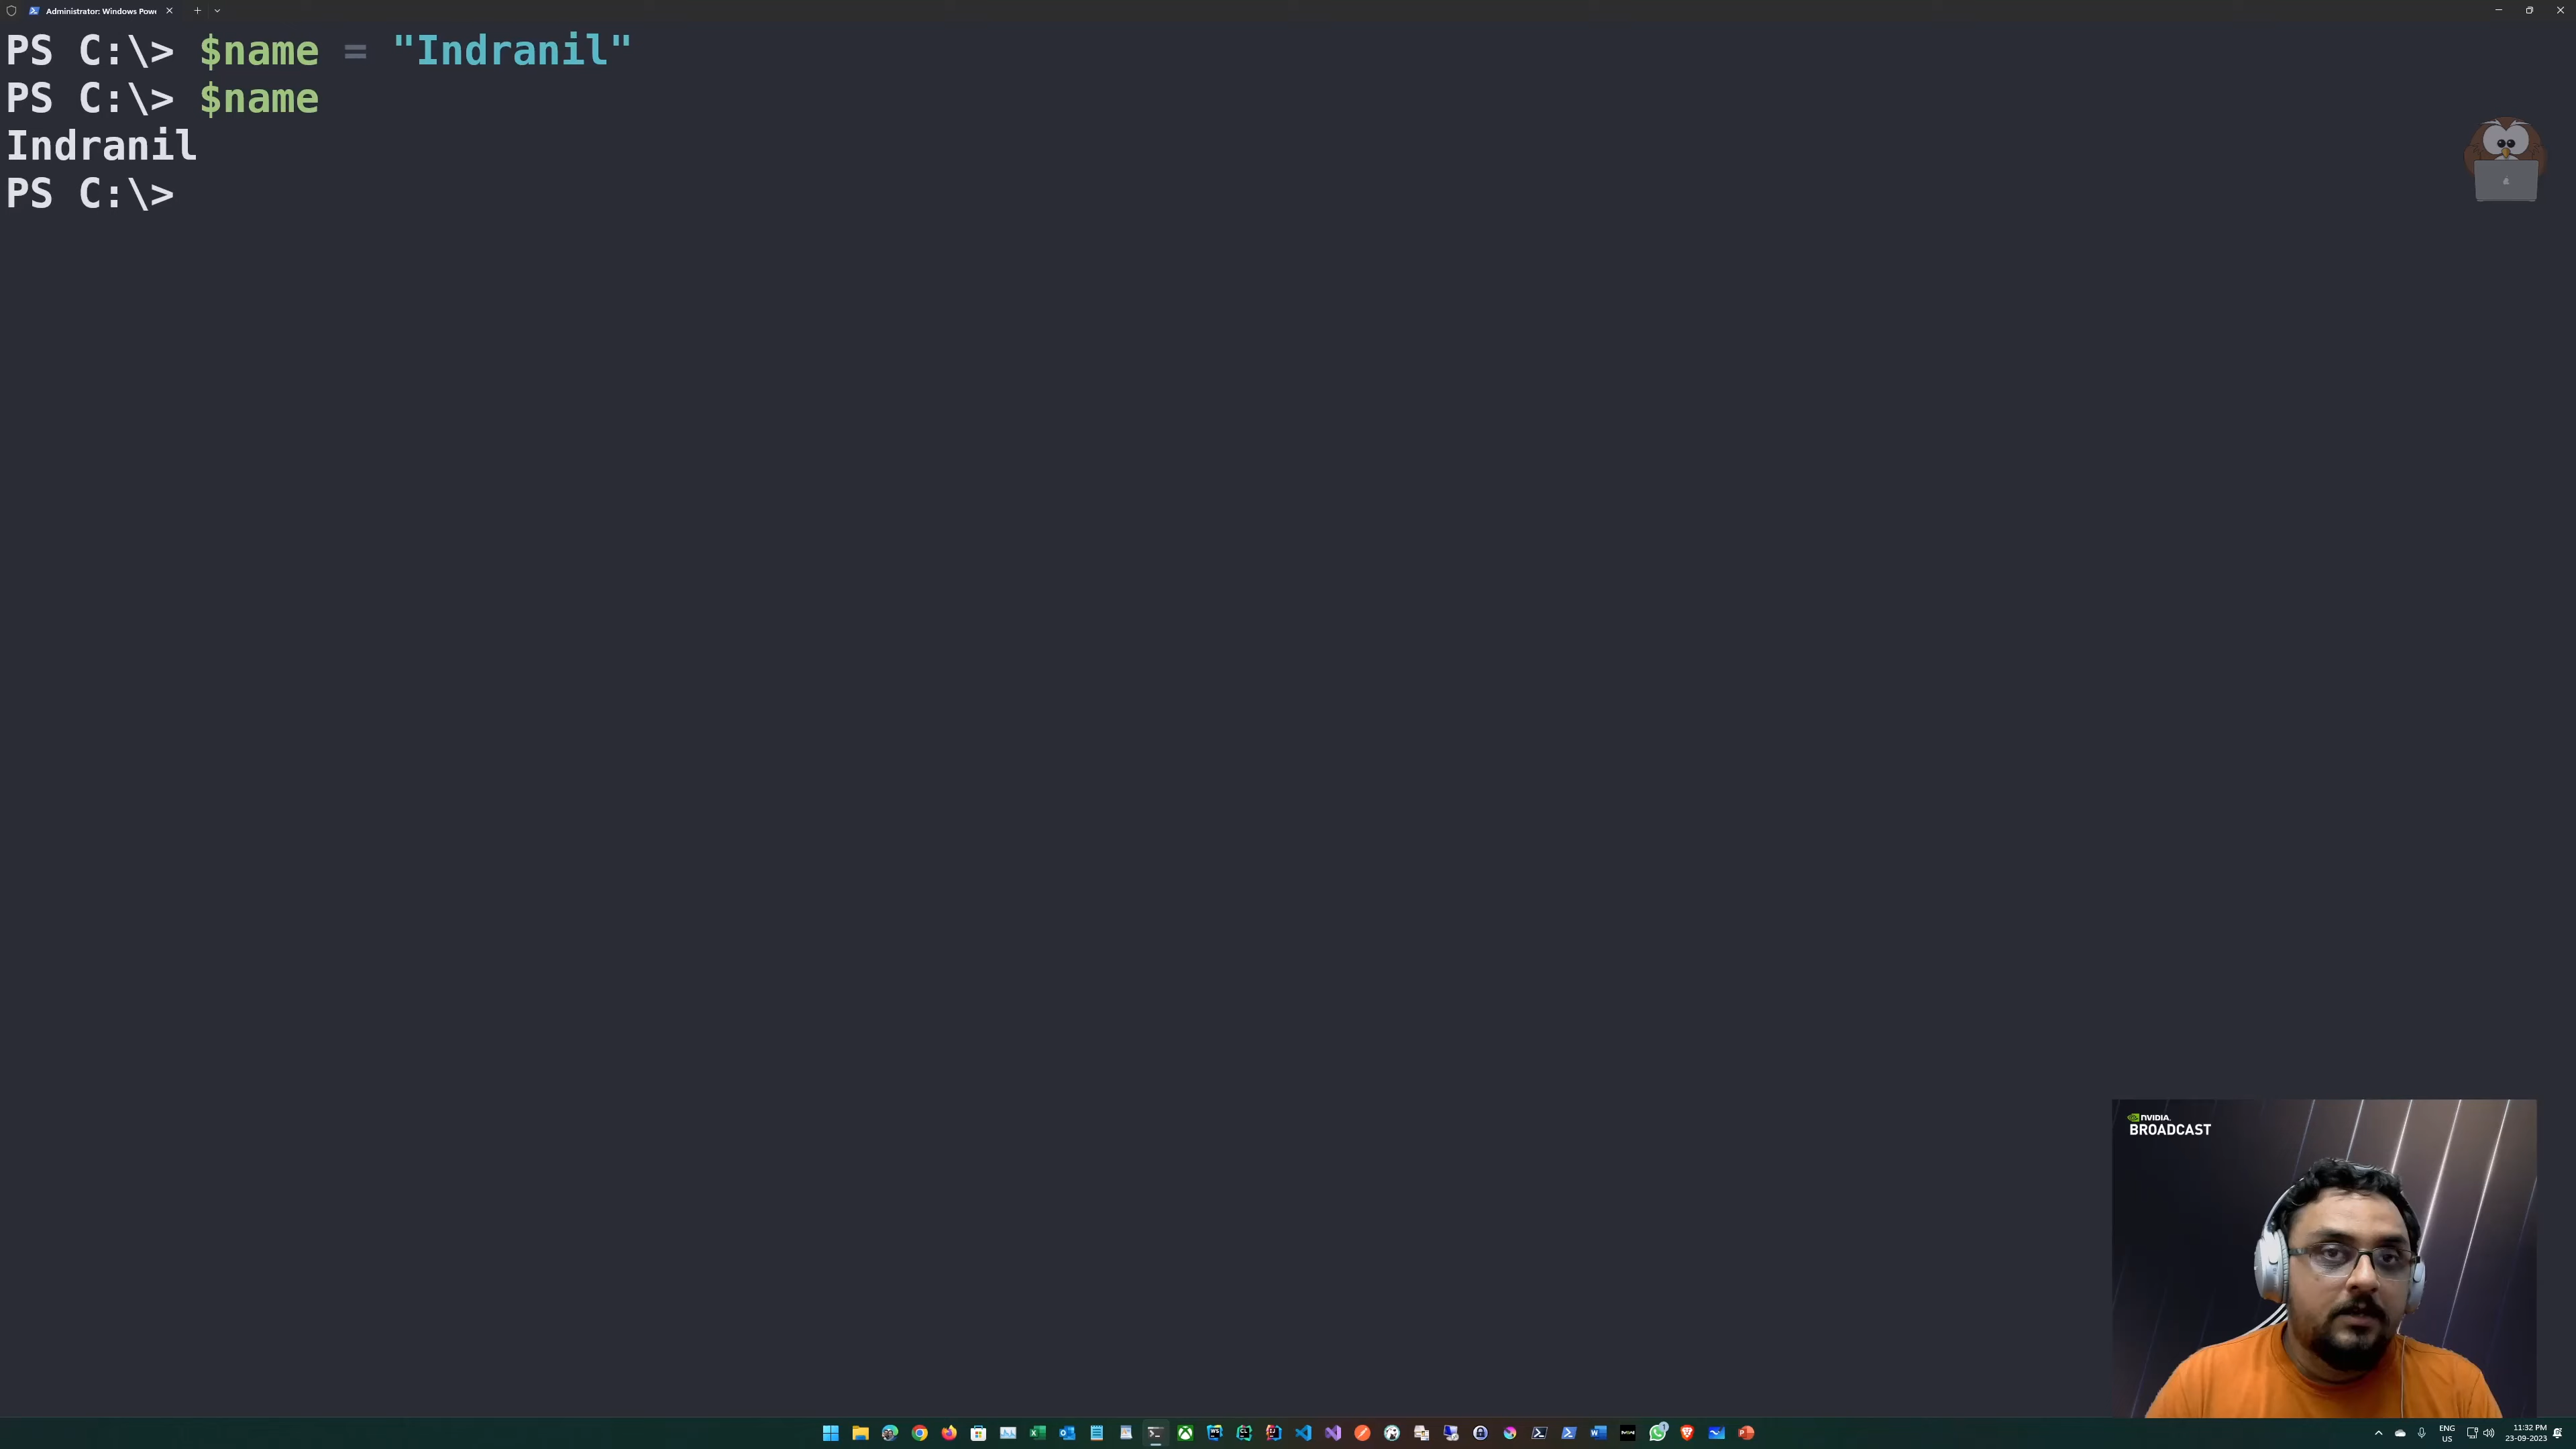 Administrator: Windows Powe
PS C:\> $name = "Indranil"
PS C:\> $name
Indranil
PS C:\>
NVIDIA.
BROADCAST
ENG
US
11:32 PM
23-09-2023